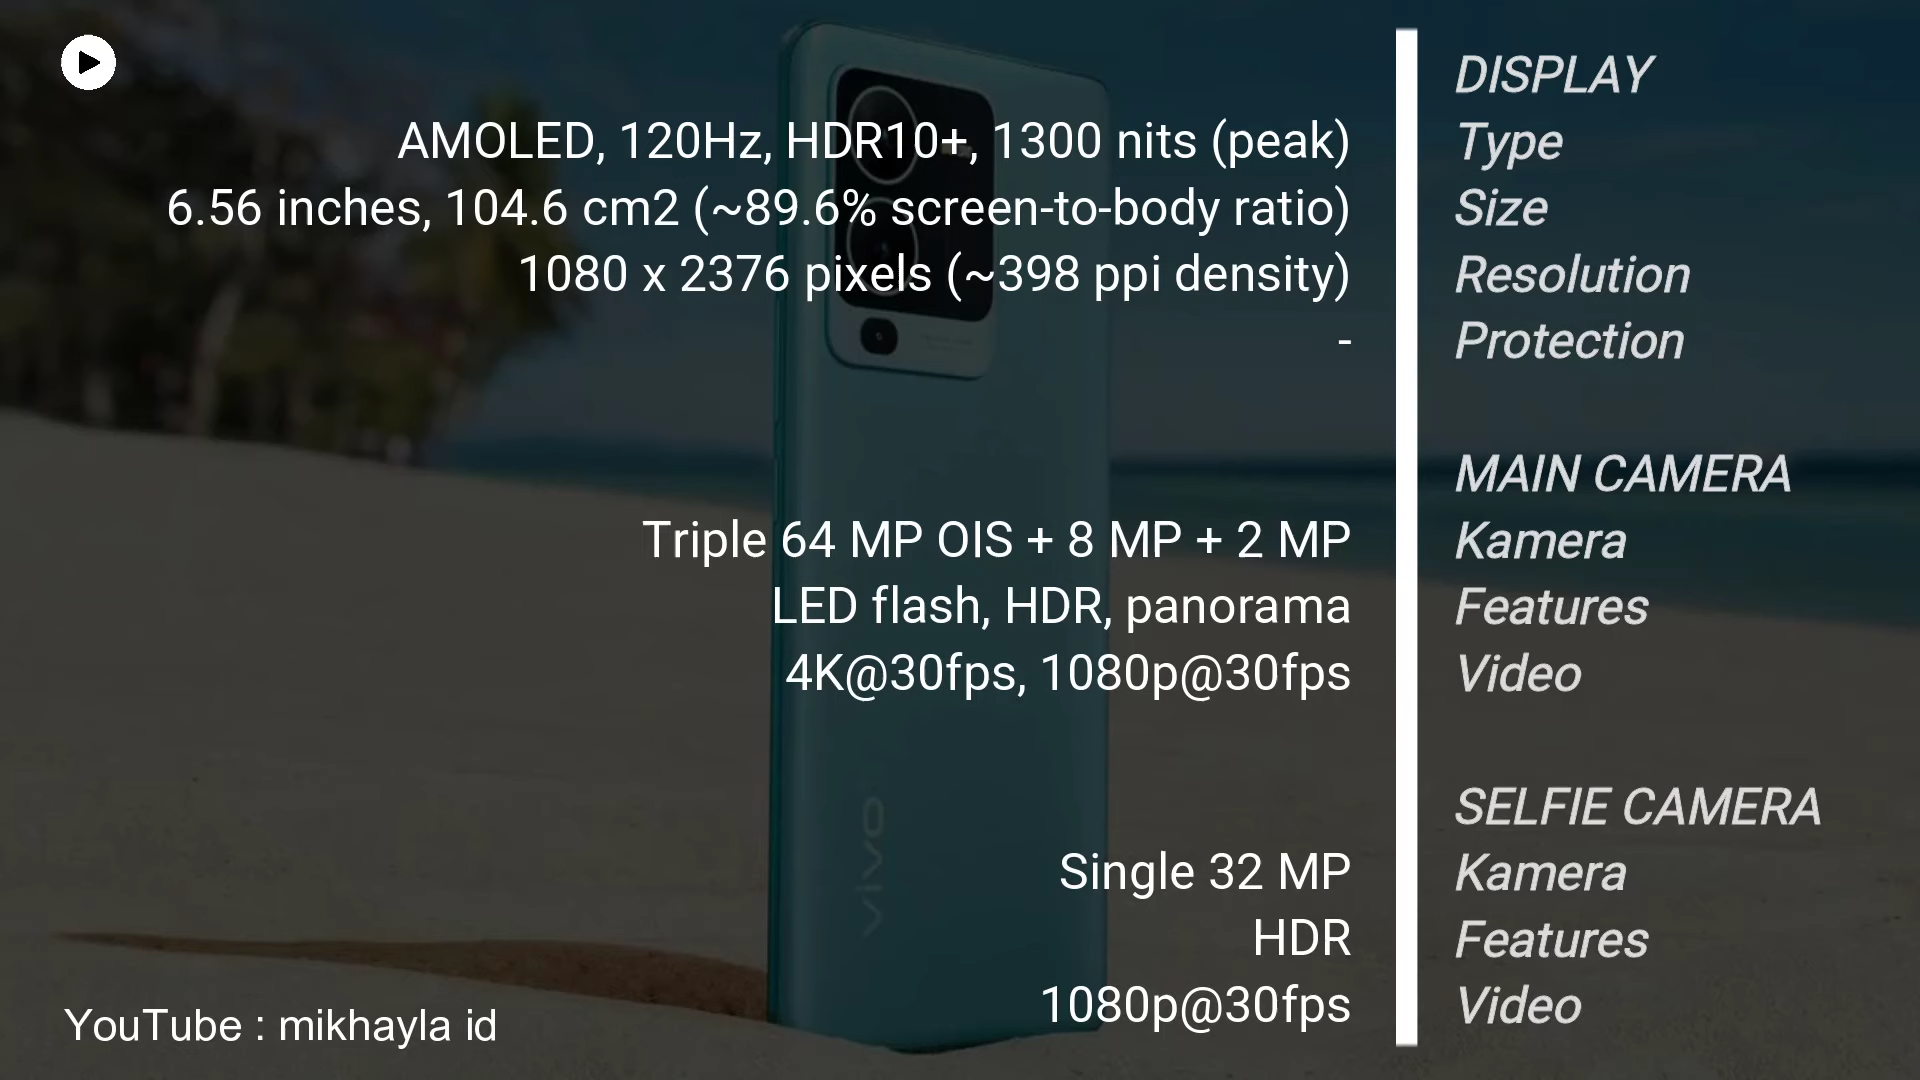 DISPLAY
AMOLED, 120Hz, HDR10+, 1300 nits (peak) Type
6.56 inches, 104.6 cm2 (~89.6% screen-to-body ratio) Size
1080 x 2376 pixels (~398 ppi density) Resolution
- Protection
MAIN CAMERA
Triple 64 MP OIS + 8 MP + 2 MP Kamera
LED flash, HDR, panorama Features
4K@30fps, 1080p@30fps Video
SELFIE CAMERA
Single 32 MP Kamera
HDR Features
1080p@30fps Video
vivo
YouTube : mikhayla id